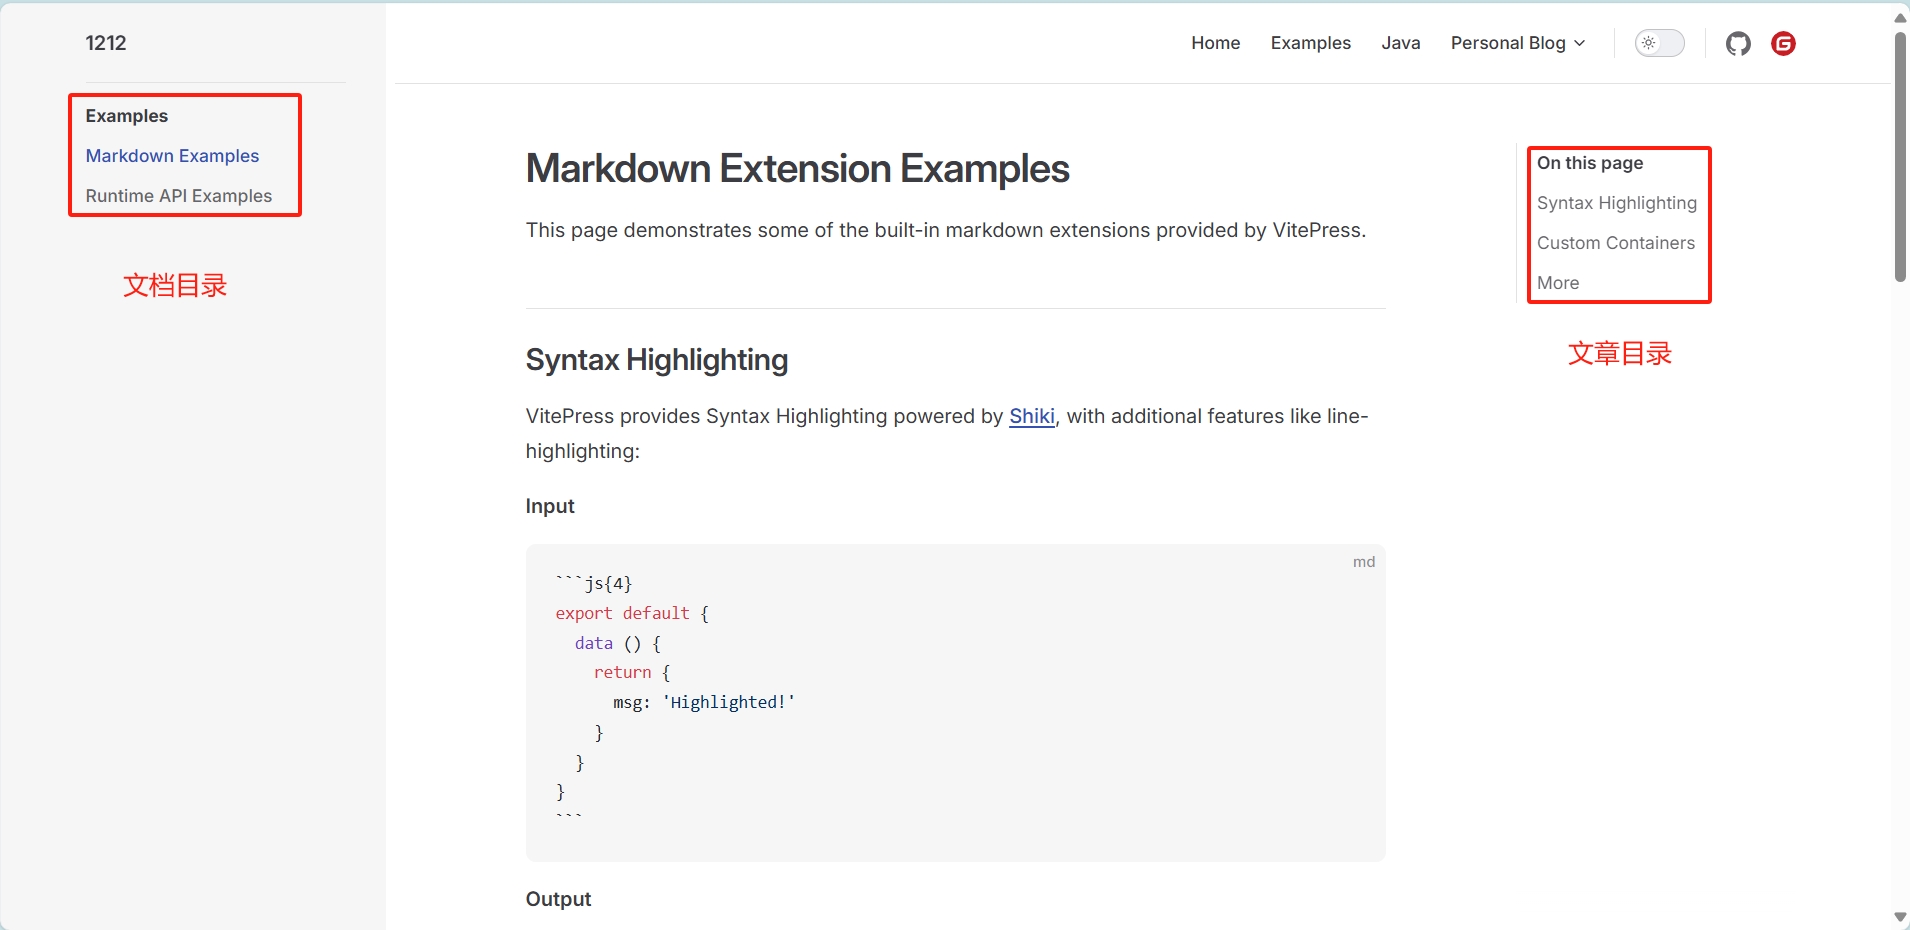 1212
Home Examples Java Personal Blog
Examples
Markdown Examples
Runtime API Examples
文档目录
Markdown Extension Examples
This page demonstrates some of the built-in markdown extensions provided by VitePress.
Syntax Highlighting
VitePress provides Syntax Highlighting powered by Shiki, with additional features like line-
highlighting:
Input
md
```js{4}
export default {
  data () {
    return {
      msg: 'Highlighted!'
    }
  }
}
```
Output
On this page
Syntax Highlighting
Custom Containers
More
文章目录